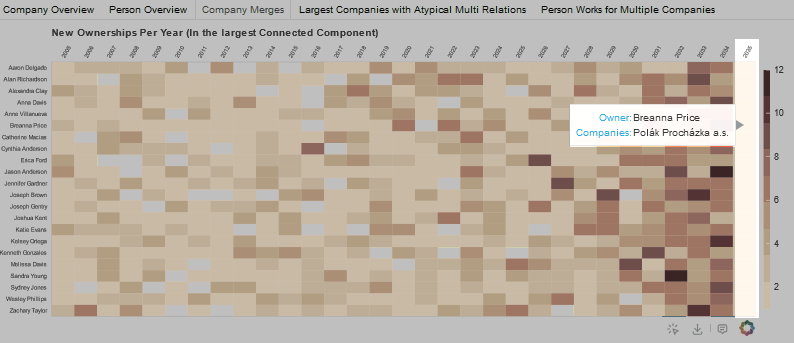 Company Overview Person Overview Company Merges Largest Companies with Atypical Multi Relations Person Works for Multiple Companies
New Ownerships Per Year (In the largest Connected Component)
2005 2006 2007 2008 2009 2010 2011 2012 2013 2014 2015 2016 2017 2018 2019 2020 2021 2022 2023 2024 2025 2026 2027 2028 2029 2030 2031 2032 2033 2034 2035
Aaron Delgado
Alan Richardson
Alexandra Clay
Anna Davis
Anne Villanueva
Breanna Price
Catherine Macias
Cynthia Anderson
Erica Ford
Jason Anderson
Jennifer Gardner
Joseph Brown
Joseph Gentry
Joshua Kent
Katie Evans
Kelsey Griego
Kenneth Gonzales
Melissa Davis
Sandra Young
Sydney Jones
Wesley Phillips
Zachary Taylor
Owner: Breanna Price
Companies: Polák Procházka a.s.
12
10
8
6
4
2